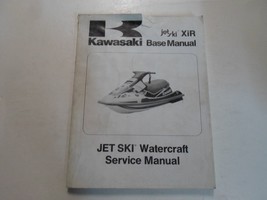 jet ski XiR
Kawasaki Base Manual
JET SKI® Watercraft
Service Manual